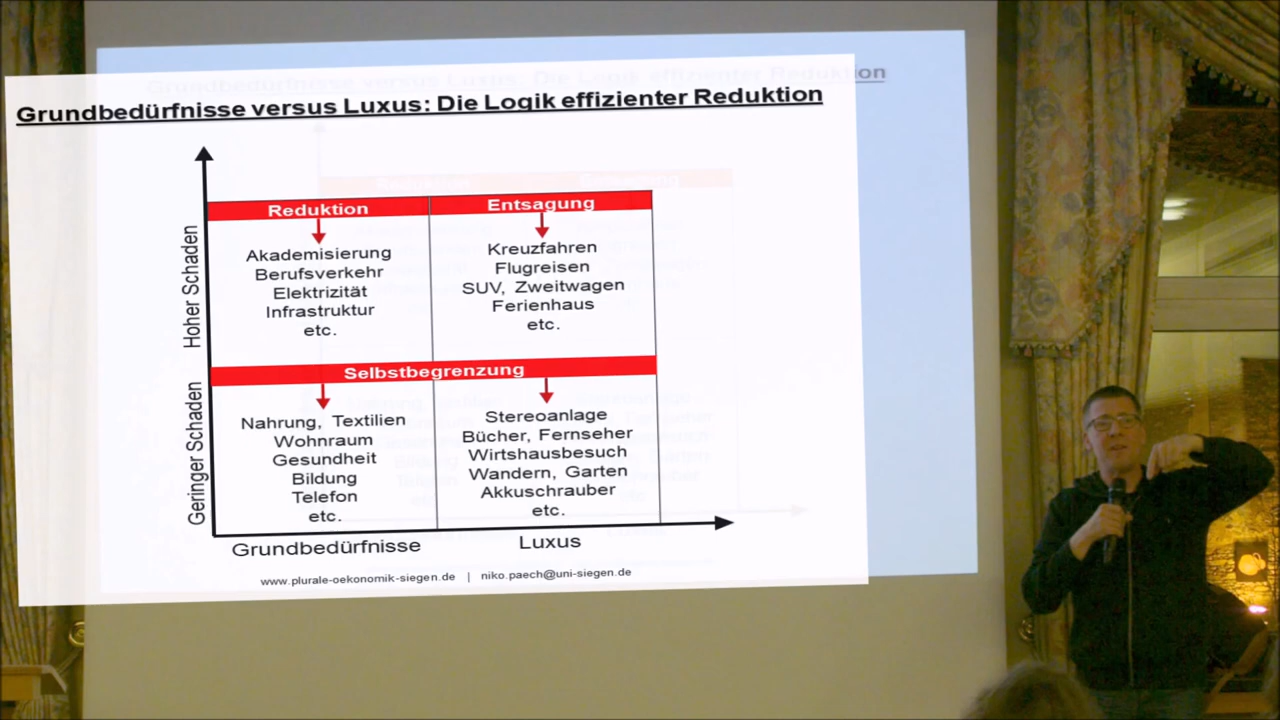 Grundbedürfnisse versus Luxus: Die Logik effizienter Reduktion
Hoher Schaden
Reduktion
Akademisierung
Berufsverkehr
Elektrizität
Infrastruktur
etc.
Entsagung
Kreuzfahren
Flugreisen
SUV, Zweitwagen
Ferienhaus
etc.
Geringer Schaden
Selbstbegrenzung
Nahrung, Textilien
Wohnraum
Gesundheit
Bildung
Telefon
etc.
Stereoanlage
Bücher, Fernseher
Wirtshausbesuch
Wandern, Garten
Akkuschrauber
etc.
Grundbedürfnisse
Luxus
www.plurale-oekonomik-siegen.de | niko.paech@uni-siegen.de